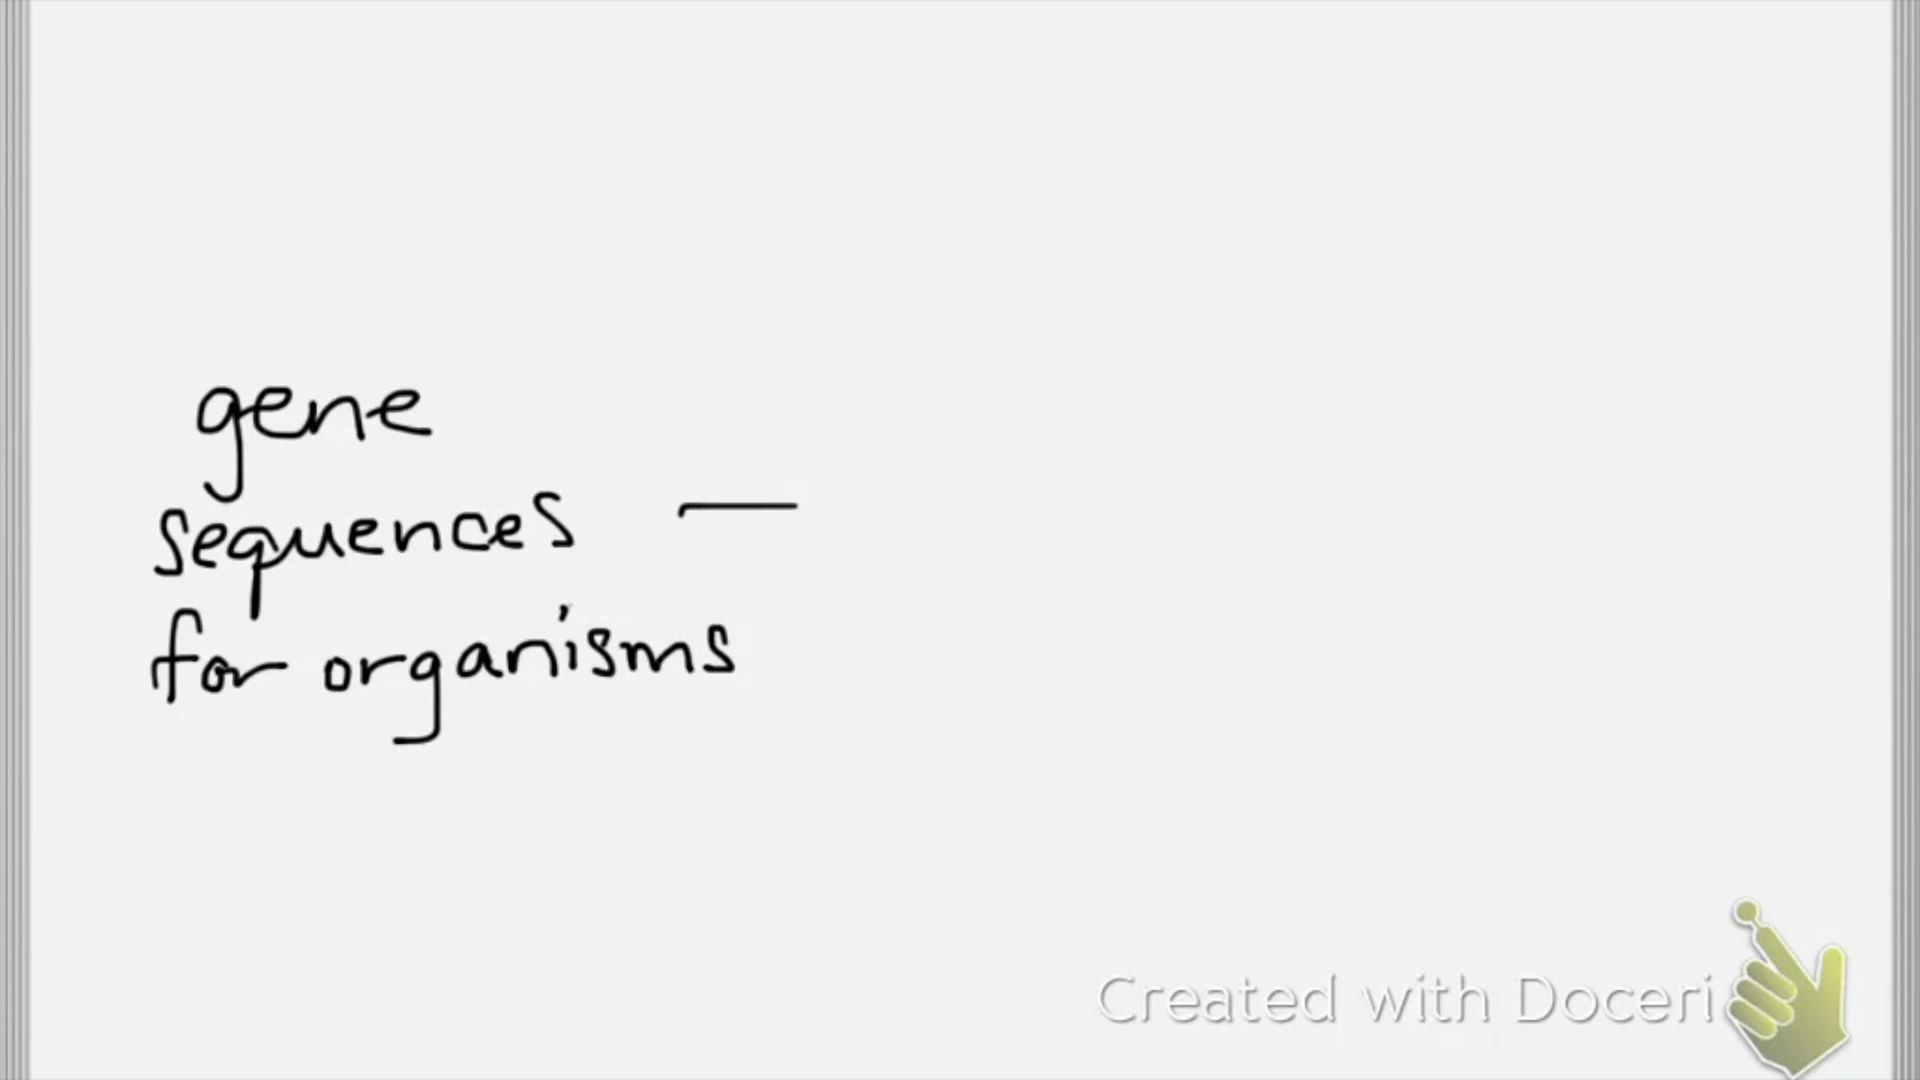 gene
sequences —
for organisms
Created with Doceri